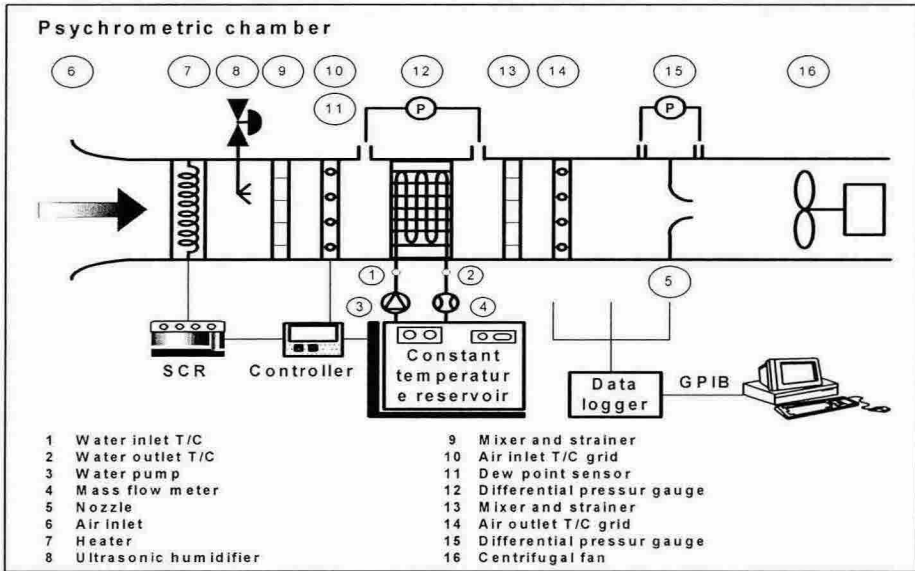 Psychrometric chamber
6 7 8 9 10 12 13 14 15 16
11
P P
1 2 5
3 4
SCR Controller
Constant
temperatur
e reservoir
Data
logger
GPIB
1 Water inlet T/C
2 Water outlet T/C
3 Water pump
4 Mass flow meter
5 Nozzle
6 Air inlet
7 Heater
8 Ultrasonic humidifier
9 Mixer and strainer
10 Air inlet T/C grid
11 Dew point sensor
12 Differential pressur gauge
13 Mixer and strainer
14 Air outlet T/C grid
15 Differential pressur gauge
16 Centrifugal fan